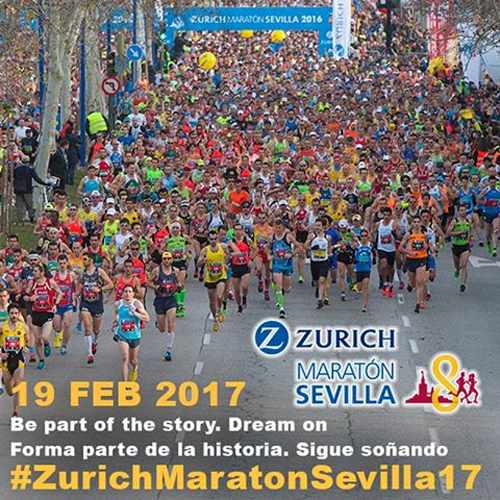 ZURICH MARATÓN SEVILLA 2016
ZURICH
MARATÓN
SEVILLA
19 FEB 2017
Be part of the story. Dream on
Forma parte de la historia. Sigue soñando
#ZurichMaratonSevilla17